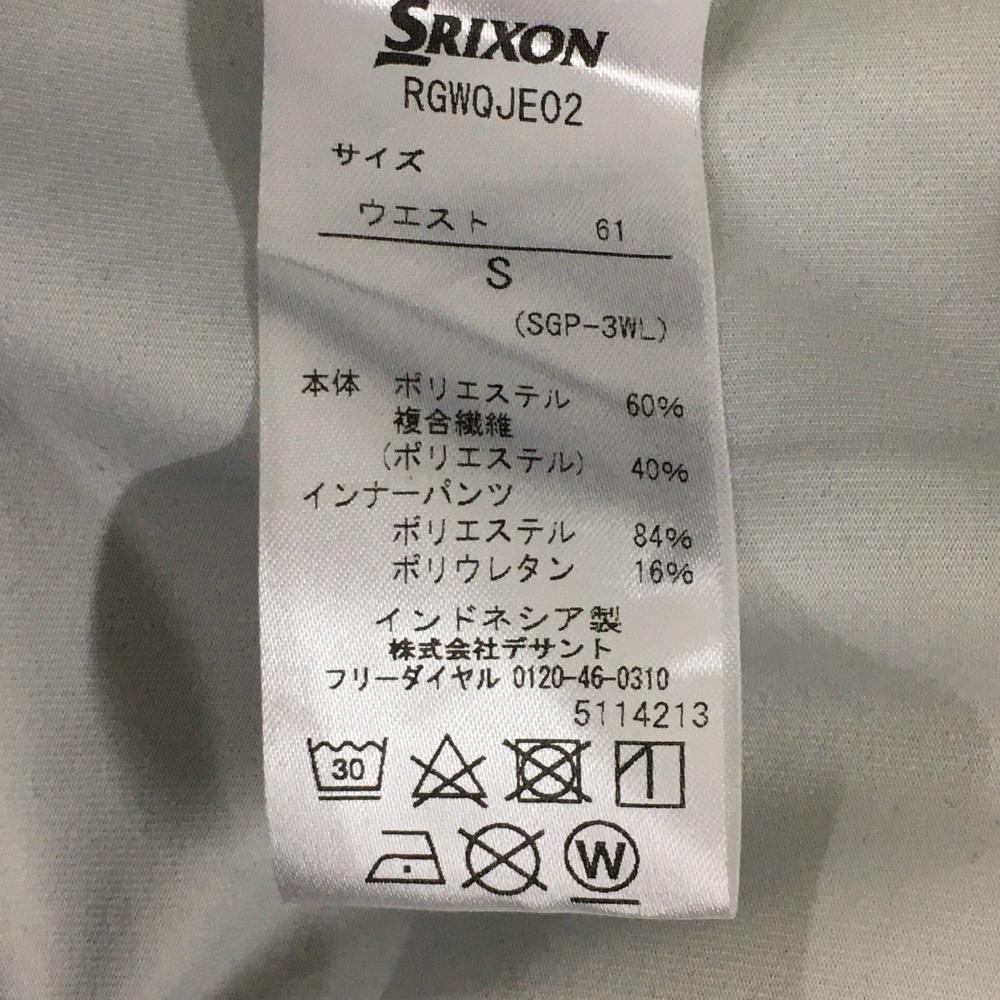 SRIXON
RGWQJE02
サイズ
ウエスト 61
S
(SGP-3WL)
本体 ポリエステル 60%
複合繊維
(ポリエステル) 40%
インナーパンツ
ポリエステル 84%
ポリウレタン 16%
インドネシア製
株式会社デサント
フリーダイヤル 0120-46-0310
5114213
30
W